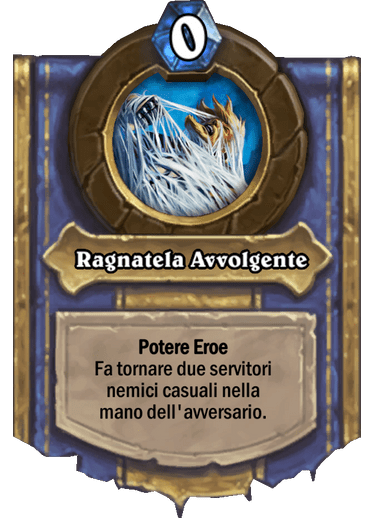 0
Ragnatela Avvolgente
Potere Eroe
Fa tornare due servitori
nemici casuali nella
mano dell'avversario.